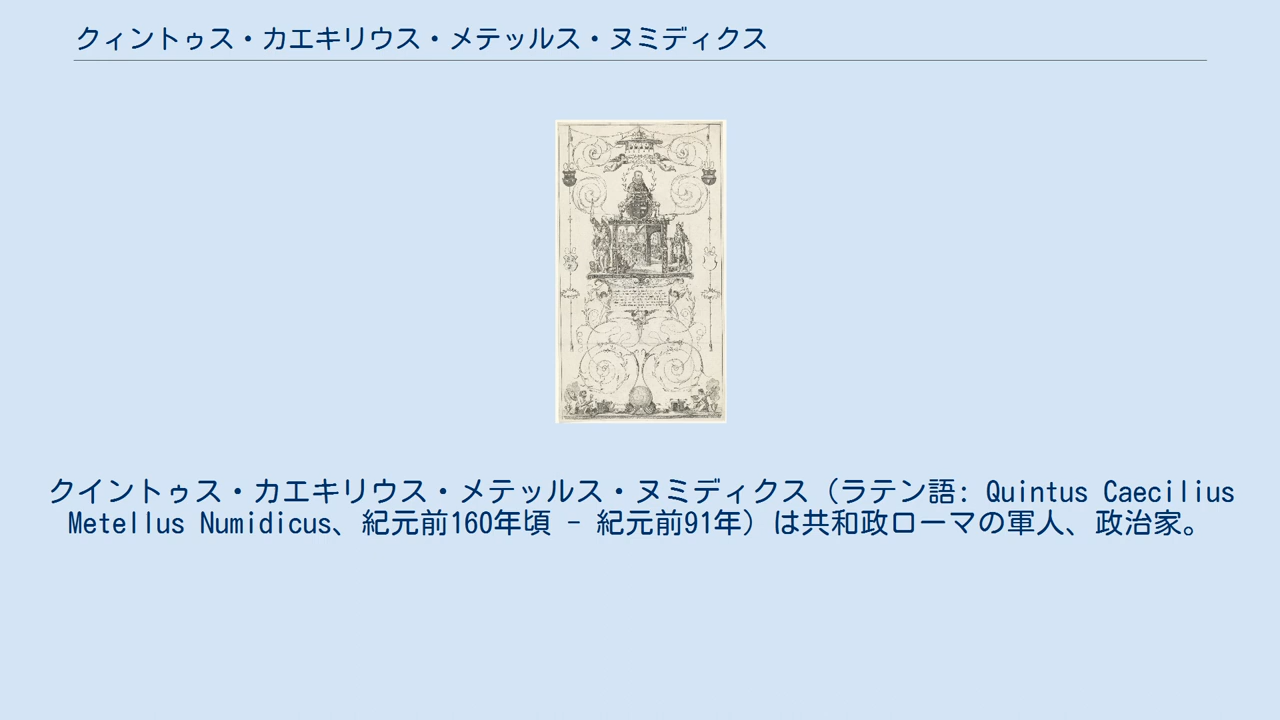 クィントゥス・カエキリウス・メテッルス・ヌミディクス
クイントゥス・カエキリウス・メテッルス・ヌミディクス（ラテン語: Quintus Caecilius
Metellus Numidicus、紀元前160年頃 - 紀元前91年）は共和政ローマの軍人、政治家。